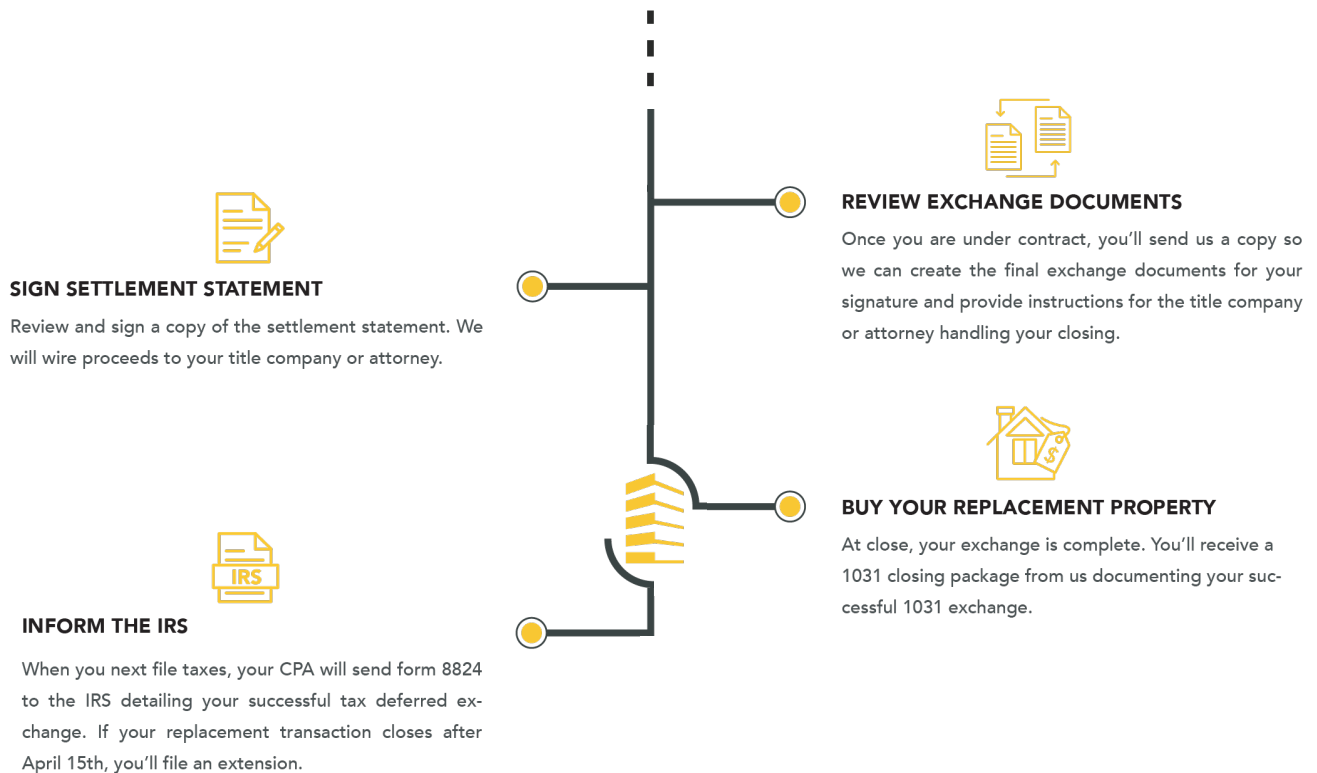 REVIEW EXCHANGE DOCUMENTS
Once you are under contract, you’ll send us a copy so
we can create the final exchange documents for your
signature and provide instructions for the title company
or attorney handling your closing.
SIGN SETTLEMENT STATEMENT
Review and sign a copy of the settlement statement. We
will wire proceeds to your title company or attorney.
$
BUY YOUR REPLACEMENT PROPERTY
At close, your exchange is complete. You’ll receive a
1031 closing package from us documenting your suc-
cessful 1031 exchange.
IRS
INFORM THE IRS
When you next file taxes, your CPA will send form 8824
to the IRS detailing your successful tax deferred ex-
change. If your replacement transaction closes after
April 15th, you’ll file an extension.